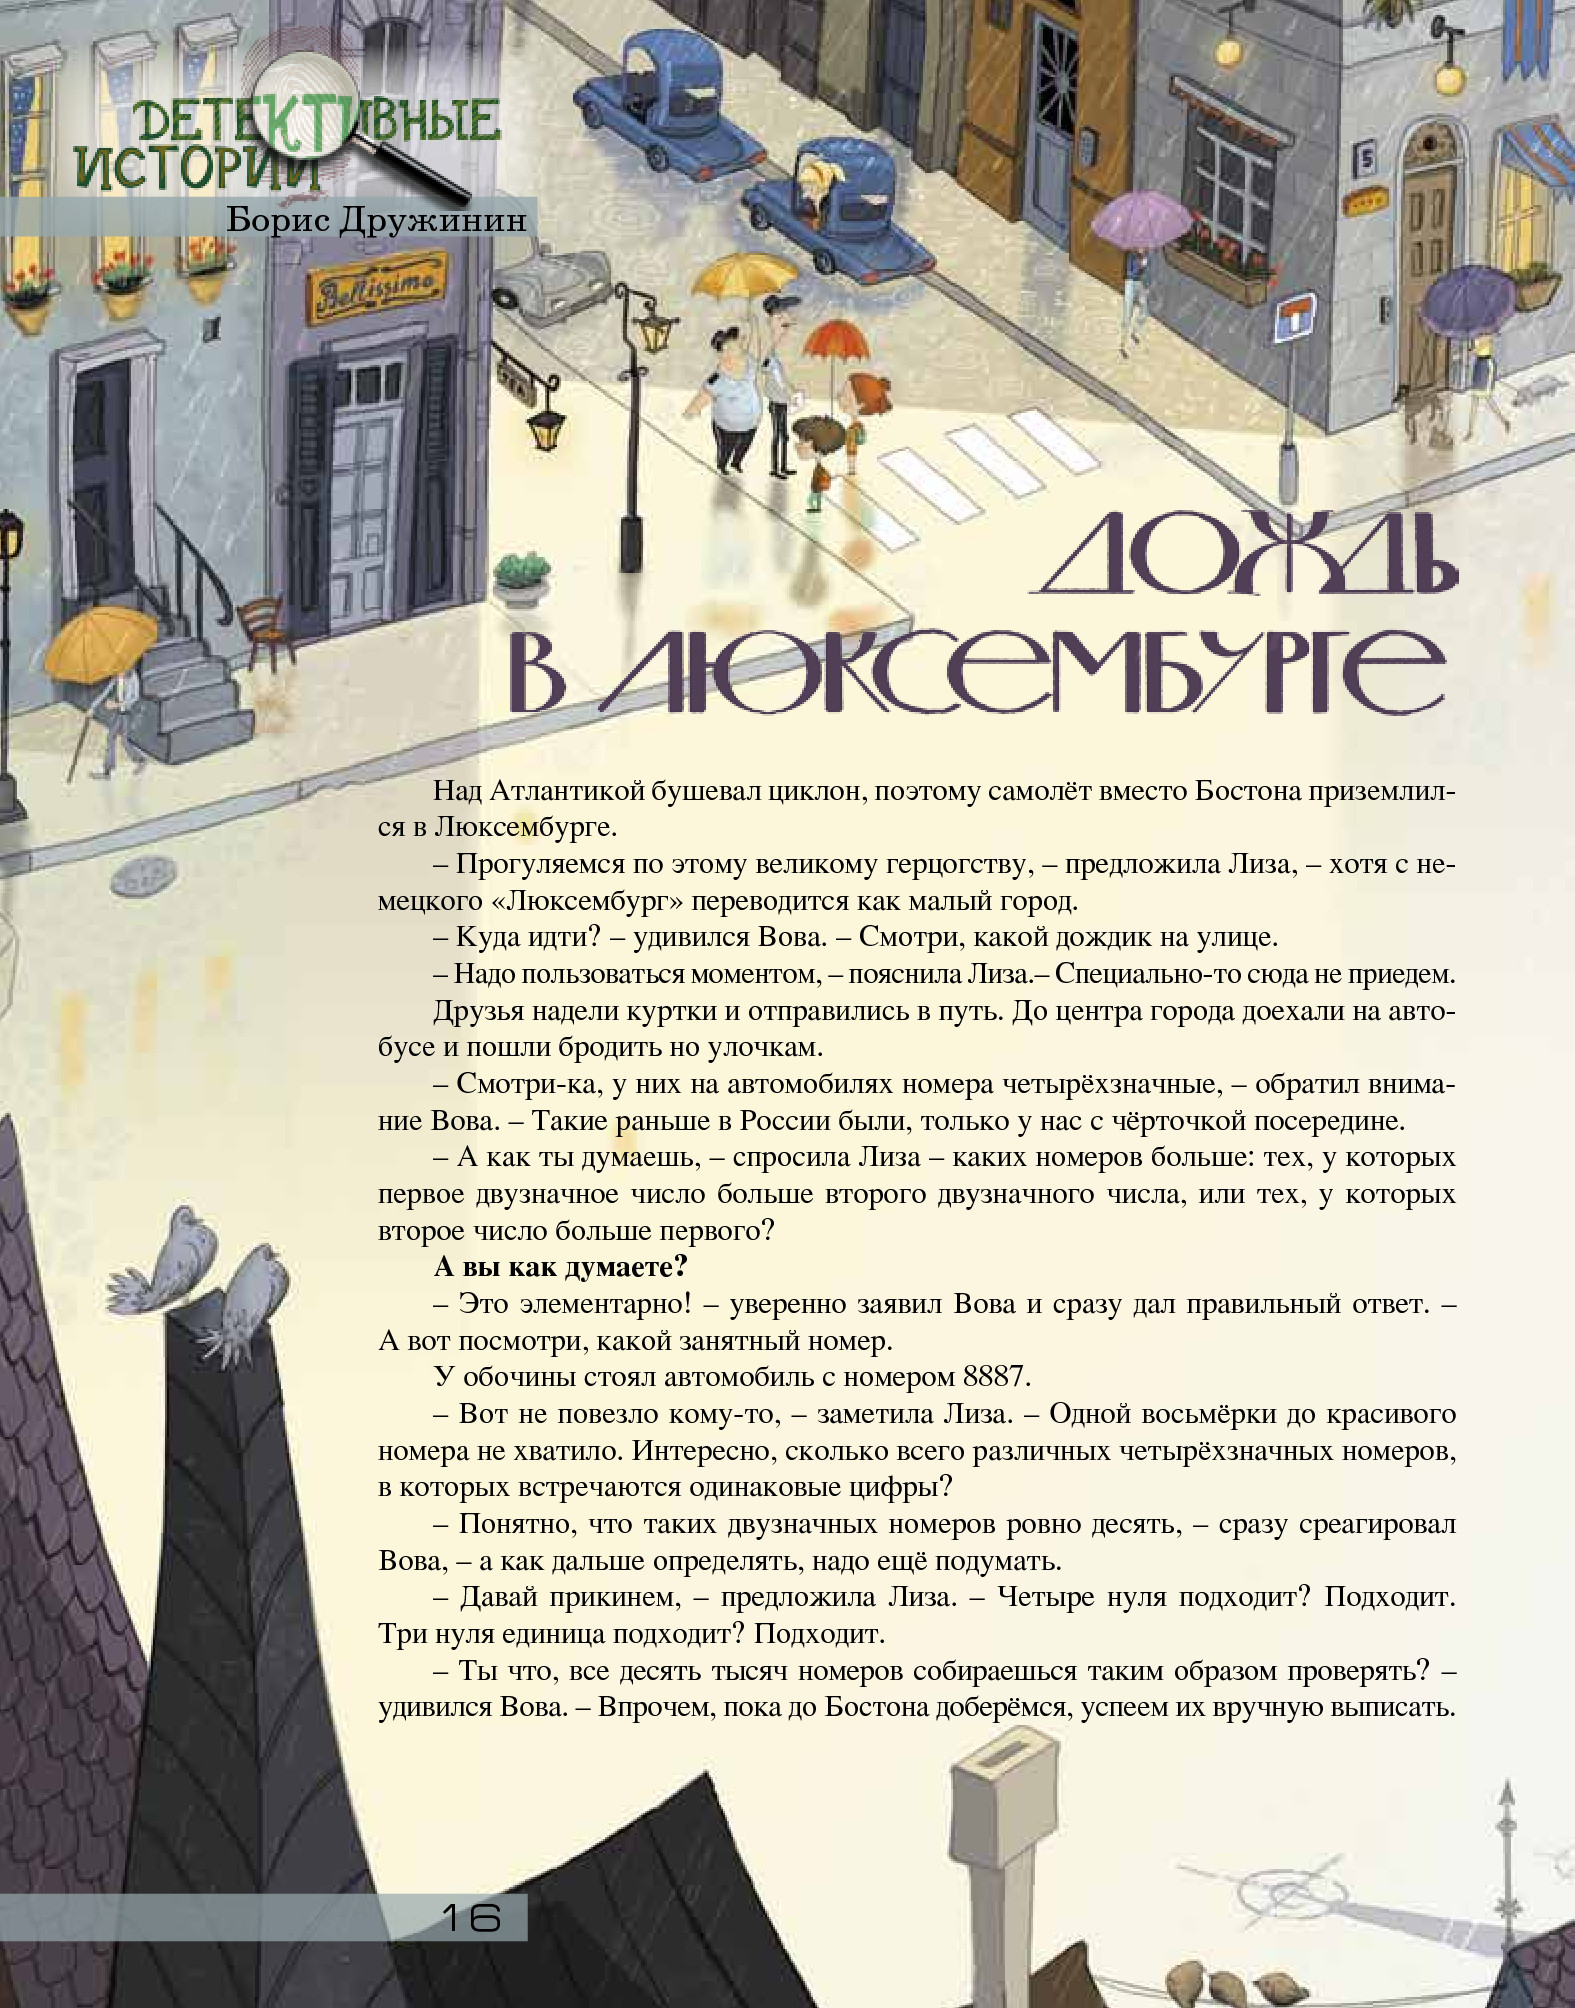 ДЕТЕКТИВНЫЕ
ИСТОРИИ
Борис Дружинин
Bellissimo
5
ДОЖДЬ
В ЛЮКСЕМБУРГЕ
Над Атлантикой бушевал циклон, поэтому самолёт вместо Бостона приземлил-
ся в Люксембурге.
– Прогуляемся по этому великому герцогству, – предложила Лиза, – хотя с не-
мецкого «Люксембург» переводится как малый город.
– Куда идти? – удивился Вова. – Смотри, какой дождик на улице.
– Надо пользоваться моментом, – пояснила Лиза.– Специально-то сюда не приедем.
Друзья надели куртки и отправились в путь. До центра города доехали на авто-
бусе и пошли бродить но улочкам.
– Смотри-ка, у них на автомобилях номера четырёхзначные, – обратил внима-
ние Вова. – Такие раньше в России были, только у нас с чёрточкой посередине.
– А как ты думаешь, – спросила Лиза – каких номеров больше: тех, у которых
первое двузначное число больше второго двузначного числа, или тех, у которых
второе число больше первого?
А вы как думаете?
– Это элементарно! – уверенно заявил Вова и сразу дал правильный ответ. –
А вот посмотри, какой занятный номер.
У обочины стоял автомобиль с номером 8887.
– Вот не повезло кому-то, – заметила Лиза. – Одной восьмёрки до красивого
номера не хватило. Интересно, сколько всего различных четырёхзначных номеров,
в которых встречаются одинаковые цифры?
– Понятно, что таких двузначных номеров ровно десять, – сразу среагировал
Вова, – а как дальше определять, надо ещё подумать.
– Давай прикинем, – предложила Лиза. – Четыре нуля подходит? Подходит.
Три нуля единица подходит? Подходит.
– Ты что, все десять тысяч номеров собираешься таким образом проверять? –
удивился Вова. – Впрочем, пока до Бостона доберёмся, успеем их вручную выписать.
16